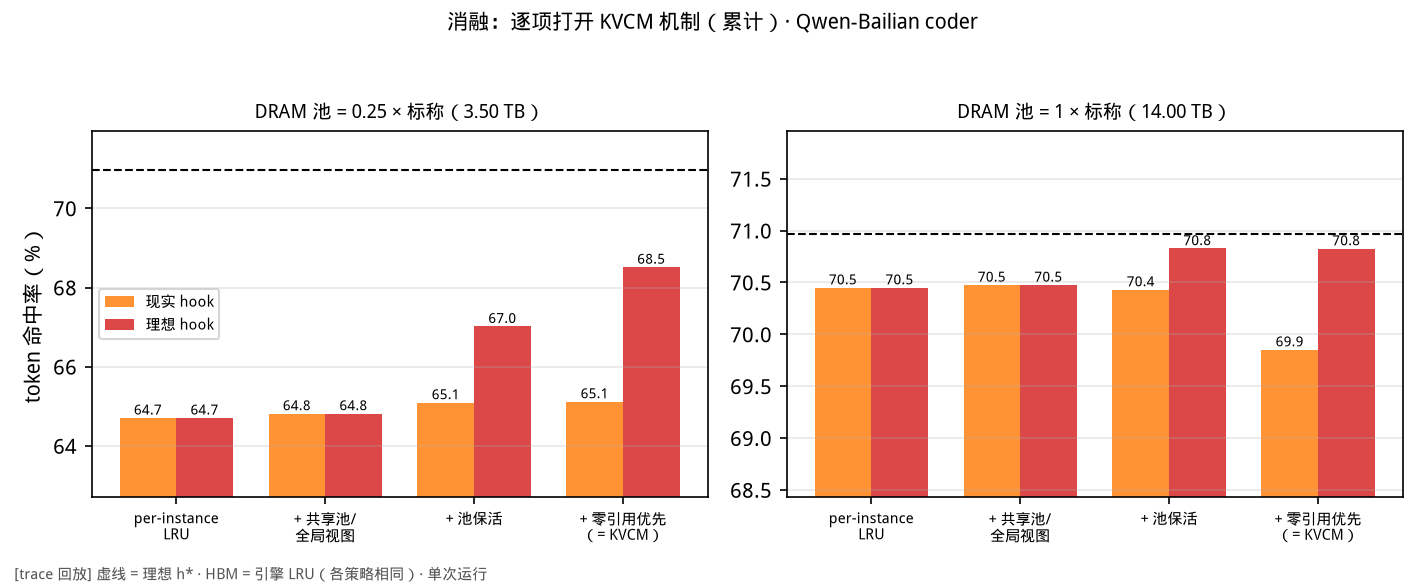 消融：逐项打开 KVCM 机制（累计）· Qwen-Bailian coder
DRAM 池 = 0.25 × 标称（3.50 TB）
token 命中率（%）
70
68
66
64
现实 hook
理想 hook
64.7
64.7
64.8
64.8
65.1
67.0
65.1
68.5
per-instance
LRU
+ 共享池/
全局视图
+ 池保活
+ 零引用优先
（= KVCM）
DRAM 池 = 1 × 标称（14.00 TB）
71.5
71.0
70.5
70.0
69.5
69.0
68.5
70.5
70.5
70.5
70.5
70.4
70.8
69.9
70.8
per-instance
LRU
+ 共享池/
全局视图
+ 池保活
+ 零引用优先
（= KVCM）
[trace 回放] 虚线 = 理想 h* · HBM = 引擎 LRU（各策略相同）· 单次运行